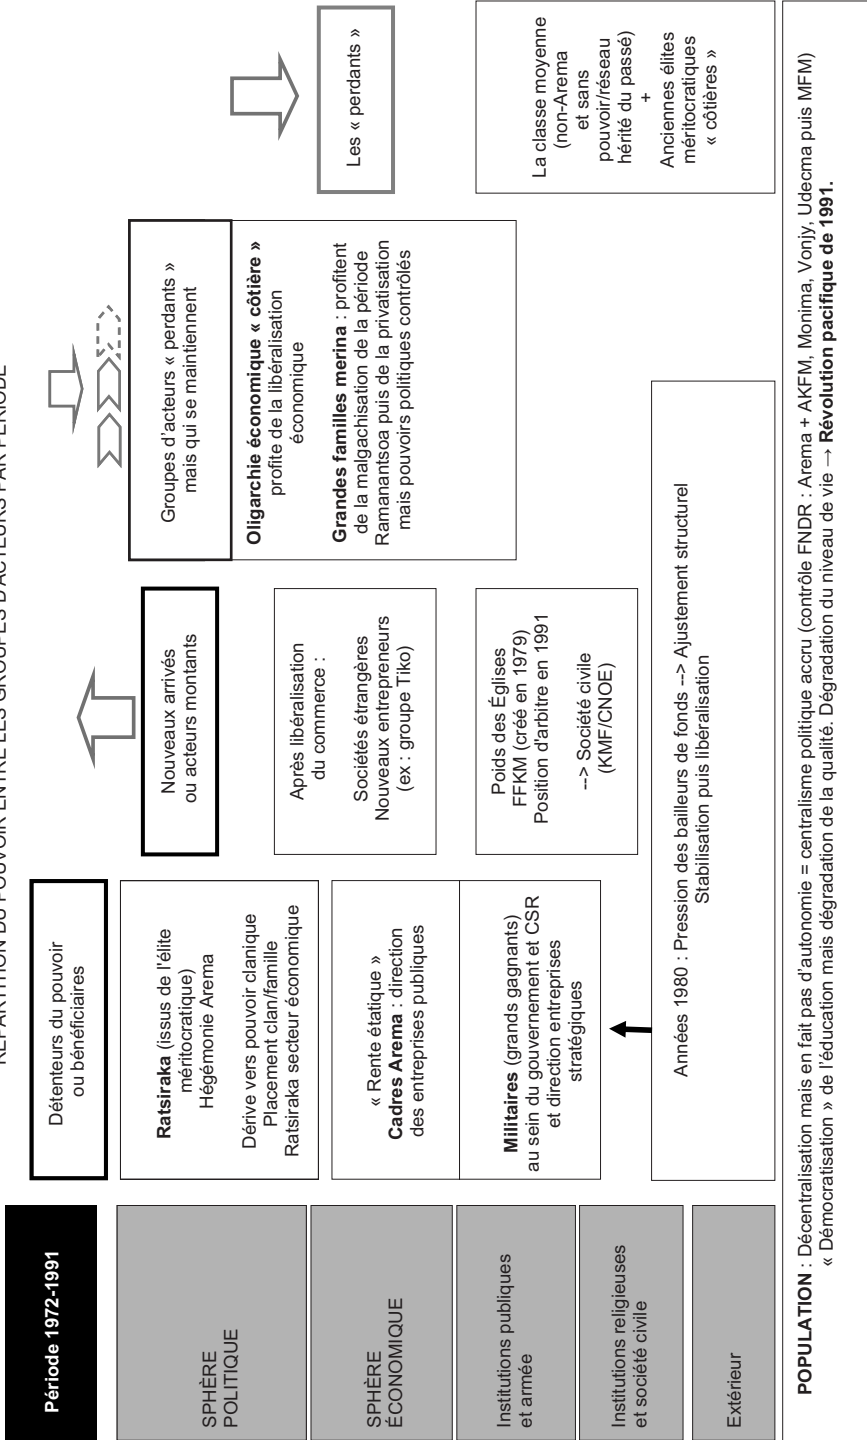 RÉPARTITION DU POUVOIR ENTRE LES GROUPES D'ACTEURS PAR PÉRIODE
Période 1972-1991
Détenteurs du pouvoir
ou bénéficiaires
Nouveaux arrivés
ou acteurs montants
Groupes d'acteurs « perdants »
mais qui se maintiennent
Les « perdants »
SPHÈRE
POLITIQUE
Ratsiraka (issus de l'élite
méritocratique)
Hégémonie Arema
Dérive vers pouvoir clanique
Placement clan/famille
Ratsiraka secteur économique
Oligarchie économique « côtière »
profite de la libéralisation
économique
Grandes familles merina : profitent
de la malgachisation de la période
Ramanantsoa puis de la privatisation
mais pouvoirs politiques contrôlés
SPHÈRE
ÉCONOMIQUE
« Rente étatique »
Cadres Arema : direction
des entreprises publiques
Après libéralisation
du commerce :
Sociétés étrangères
Nouveaux entrepreneurs
(ex : groupe Tiko)
Institutions publiques
et armée
Militaires (grands gagnants)
au sein du gouvernement et CSR
et direction entreprises
stratégiques
Poids des Églises
FFKM (créé en 1979)
Position d'arbitre en 1991
--> Société civile
(KMF/CNOE)
La classe moyenne
(non-Arema
et sans
pouvoir/réseau
hérité du passé)
+
Anciennes élites
méritocratiques
« côtières »
Institutions religieuses
et société civile
Extérieur
Années 1980 : Pression des bailleurs de fonds --> Ajustement structurel
Stabilisation puis libéralisation
POPULATION : Décentralisation mais en fait pas d'autonomie = centralisme politique accru (contrôle FNDR : Arema + AKFM, Monima, Vonjy, Udecma puis MFM)
« Démocratisation » de l'éducation mais dégradation de la qualité. Dégradation du niveau de vie → Révolution pacifique de 1991.